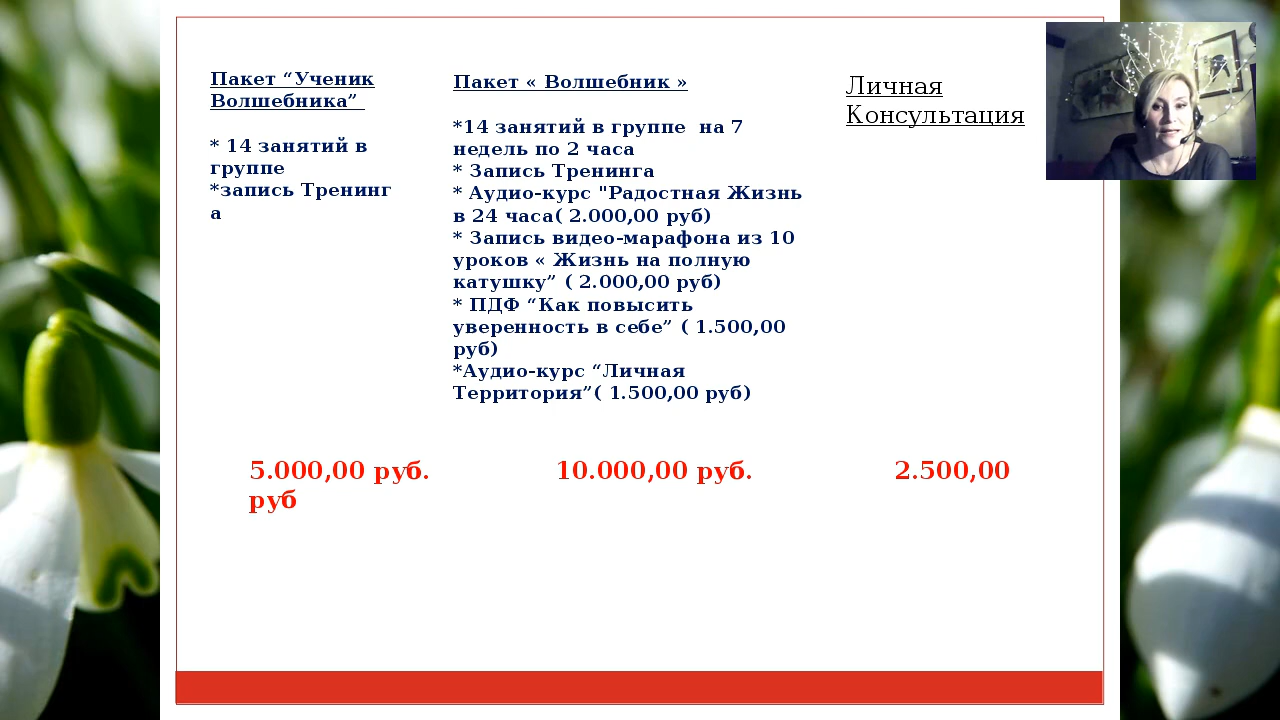 Пакет “Ученик
Волшебника”
* 14 занятий в
группе
*запись Тренинг
а
Пакет « Волшебник »
*14 занятий в группе на 7
недель по 2 часа
* Запись Тренинга
* Аудио-курс "Радостная Жизнь
в 24 часа( 2.000,00 руб)
* Запись видео-марафона из 10
уроков « Жизнь на полную
катушку” ( 2.000,00 руб)
* ПДФ “Как повысить
уверенность в себе” ( 1.500,00
руб)
*Аудио-курс “Личная
Территория”( 1.500,00 руб)
Личная
Консультация
5.000,00 руб. 10.000,00 руб. 2.500,00
руб